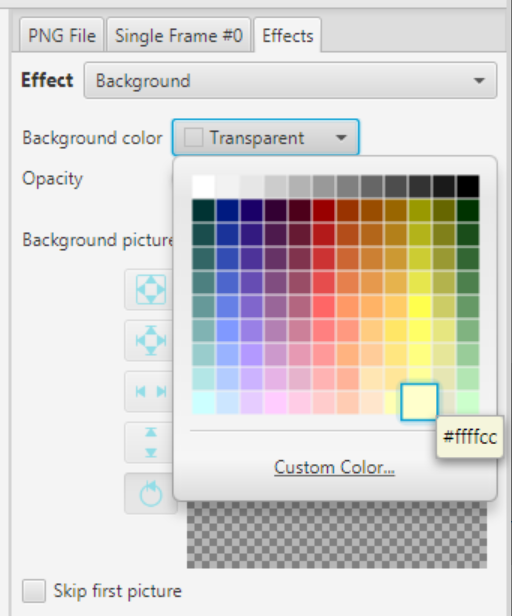 PNG File Single Frame #0 Effects
Effect Background
Background color Transparent
Opacity
Background picture
#ffffcc
Custom Color...
Skip first picture